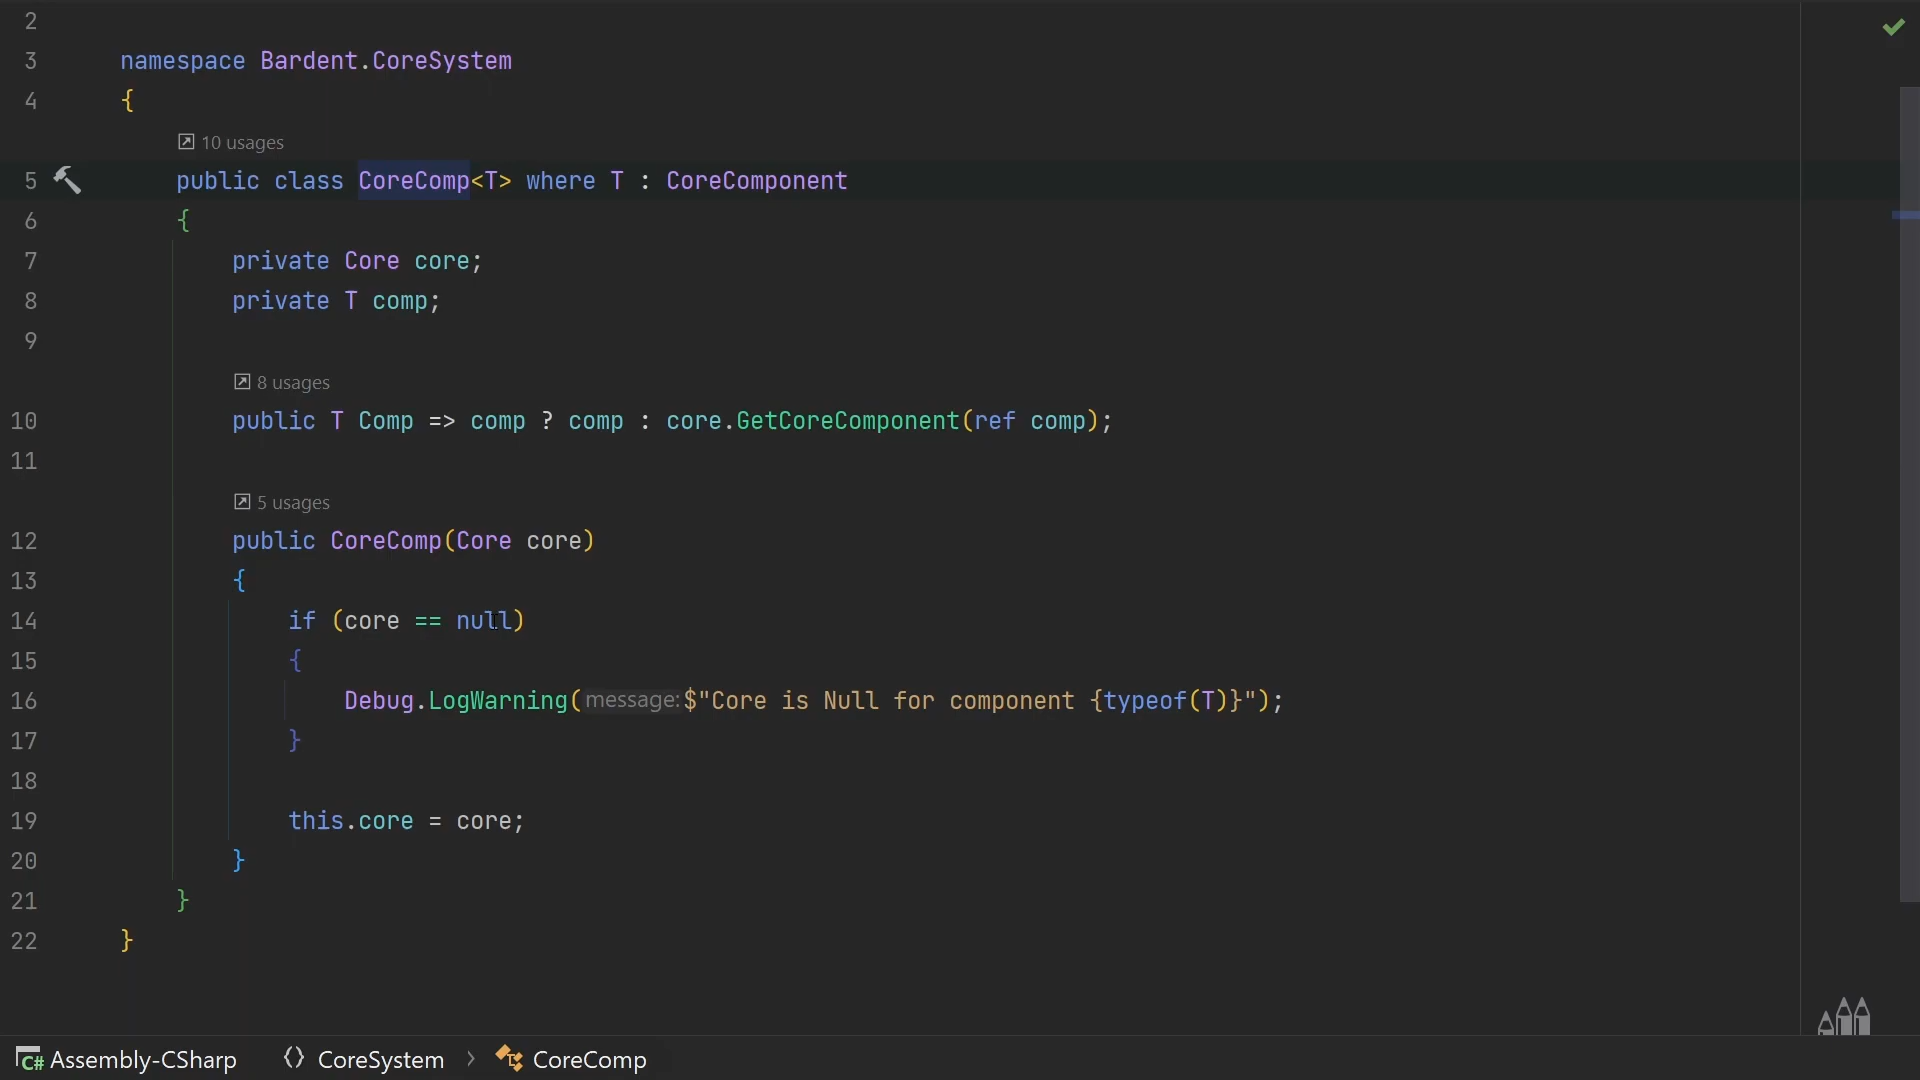 2
3 namespace Bardent.CoreSystem
4 {
10 usages
5 public class CoreComp<T> where T : CoreComponent
6 {
7 private Core core;
8 private T comp;
9
8 usages
10 public T Comp => comp ? comp : core.GetCoreComponent(ref comp);
11
5 usages
12 public CoreComp(Core core)
13 {
14 if (core == null)
15 {
16 Debug.LogWarning(message:$"Core is Null for component {typeof(T)}");
17 }
18
19 this.core = core;
20 }
21 }
22 }
C# Assembly-CSharp {} CoreSystem > CoreComp